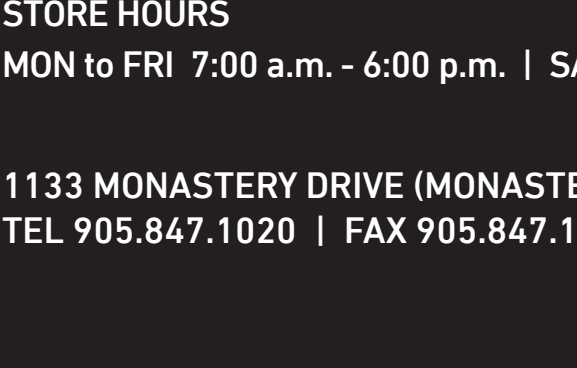 STORE HOURS
MON to FRI 7:00 a.m. - 6:00 p.m. |
1133 MONASTERY DRIVE
TEL 905.847.1020 | FAX